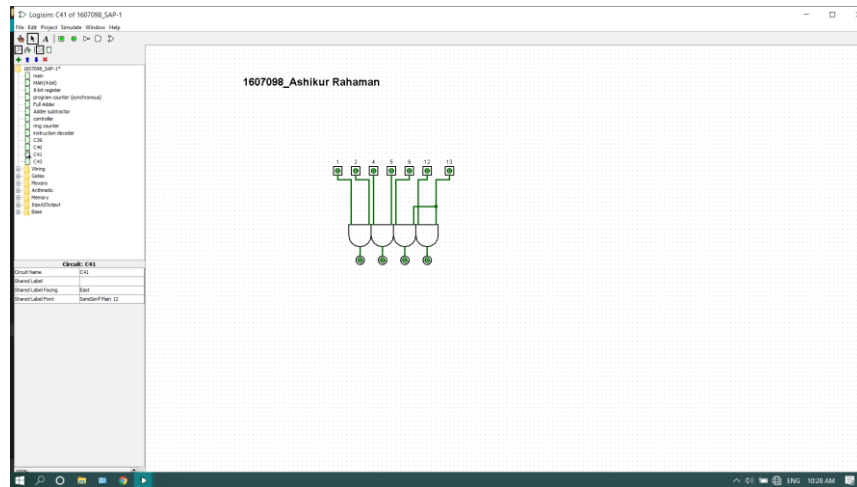 Logisim: C41 of 1607098_SAP-1
File Edit Project Simulate Window Help
1607098_SAP-1*
main
MAR(4-bit)
8-bit register
program counter (synchronous)
Full Adder
Adder subtractor
controller
ring counter
instruction decoder
C39
C40
C41
C43
Wiring
Gates
Plexers
Arithmetic
Memory
Input/Output
Base
Circuit: C41
Circuit Name C41
Shared Label
Shared Label Facing East
Shared Label Font SansSerif Plain 12
1607098_Ashikur Rahaman
1 2 4 5 9 12 13
ENG 10:28 AM